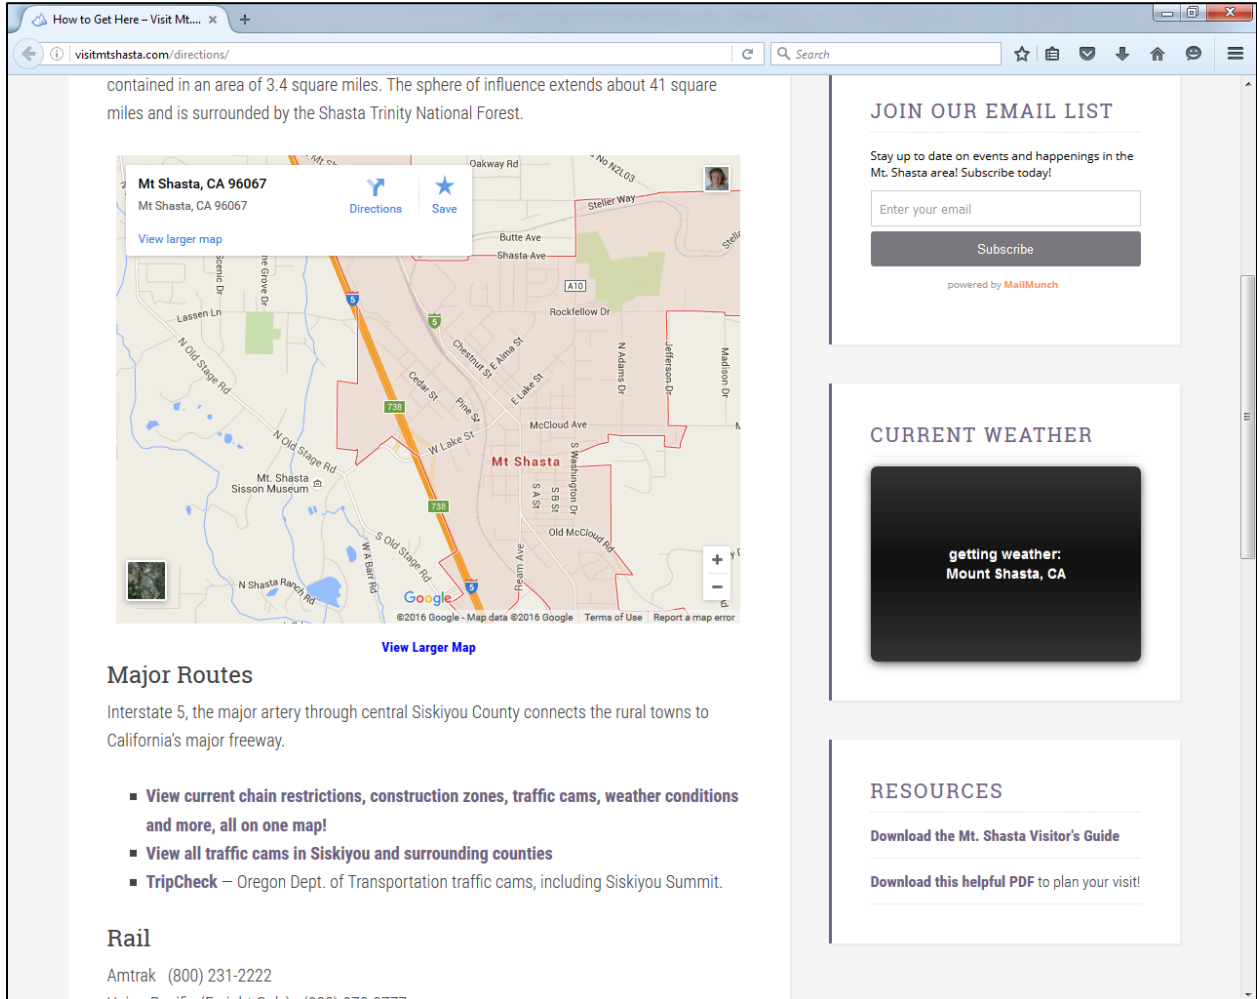 How to Get Here – Visit Mt....
visitmtshasta.com/directions/
Search
contained in an area of 3.4 square miles. The sphere of influence extends about 41 square
miles and is surrounded by the Shasta Trinity National Forest.
Mt Shasta, CA 96067
Mt Shasta, CA 96067
Directions
Save
View larger map
Oakway Rd
No N2L03
Steller Way
Butte Ave
Shasta Ave
A10
Scenic Dr
Lassen Ln
5
5
Rockfellow Dr
N Old Stage Rd
Chestnut St
E Alma St
N Adams Dr
Jefferson Dr
Madison Dr
Cedar St
E Lake St
738
Pine St
McCloud Ave
N Old Stage Rd
W Lake St
Mt Shasta
S Washington Dr
Mt. Shasta
Sisson Museum
S A St
S B St
738
Old McCloud Rd
S Old Stage Rd
W A Barr Rd
Ream Ave
N Shasta Ranch Rd
5
Google
+
−
©2016 Google - Map data ©2016 Google Terms of Use Report a map error
View Larger Map
Major Routes
Interstate 5, the major artery through central Siskiyou County connects the rural towns to
California's major freeway.
View current chain restrictions, construction zones, traffic cams, weather conditions
and more, all on one map!
View all traffic cams in Siskiyou and surrounding counties
TripCheck – Oregon Dept. of Transportation traffic cams, including Siskiyou Summit.
Rail
Amtrak (800) 231-2222
JOIN OUR EMAIL LIST
Stay up to date on events and happenings in the
Mt. Shasta area! Subscribe today!
Enter your email
Subscribe
powered by MailMunch
CURRENT WEATHER
getting weather:
Mount Shasta, CA
RESOURCES
Download the Mt. Shasta Visitor's Guide
Download this helpful PDF to plan your visit!